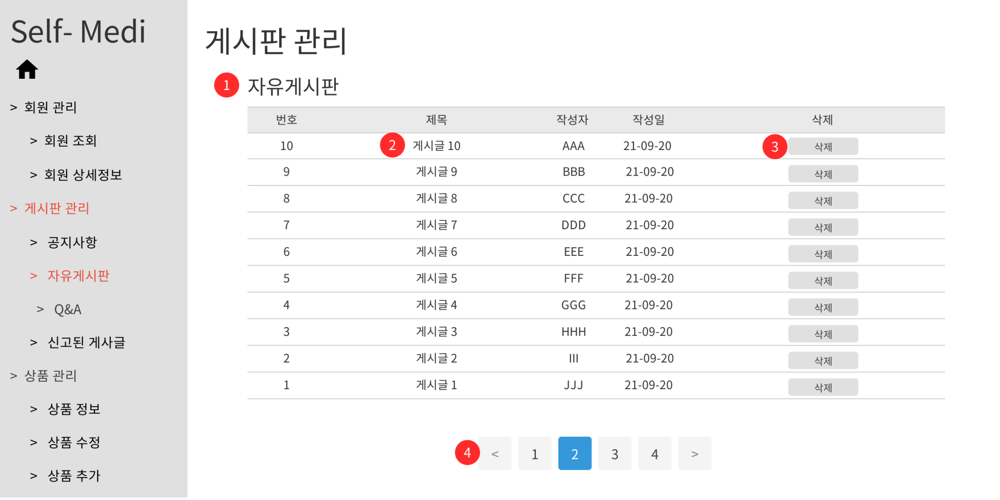 Self- Medi
> 회원 관리
> 회원 조회
> 회원 상세정보
> 게시판 관리
> 공지사항
> 자유게시판
> Q&A
> 신고된 게사글
> 상품 관리
> 상품 정보
> 상품 수정
> 상품 추가
게시판 관리
1 자유게시판
번호 제목 작성자 작성일 삭제
10 2 게시글 10 AAA 21-09-20 3 삭제
9 게시글 9 BBB 21-09-20 삭제
8 게시글 8 CCC 21-09-20 삭제
7 게시글 7 DDD 21-09-20 삭제
6 게시글 6 EEE 21-09-20 삭제
5 게시글 5 FFF 21-09-20 삭제
4 게시글 4 GGG 21-09-20 삭제
3 게시글 3 HHH 21-09-20 삭제
2 게시글 2 III 21-09-20 삭제
1 게시글 1 JJJ 21-09-20 삭제
4 < 1 2 3 4 >